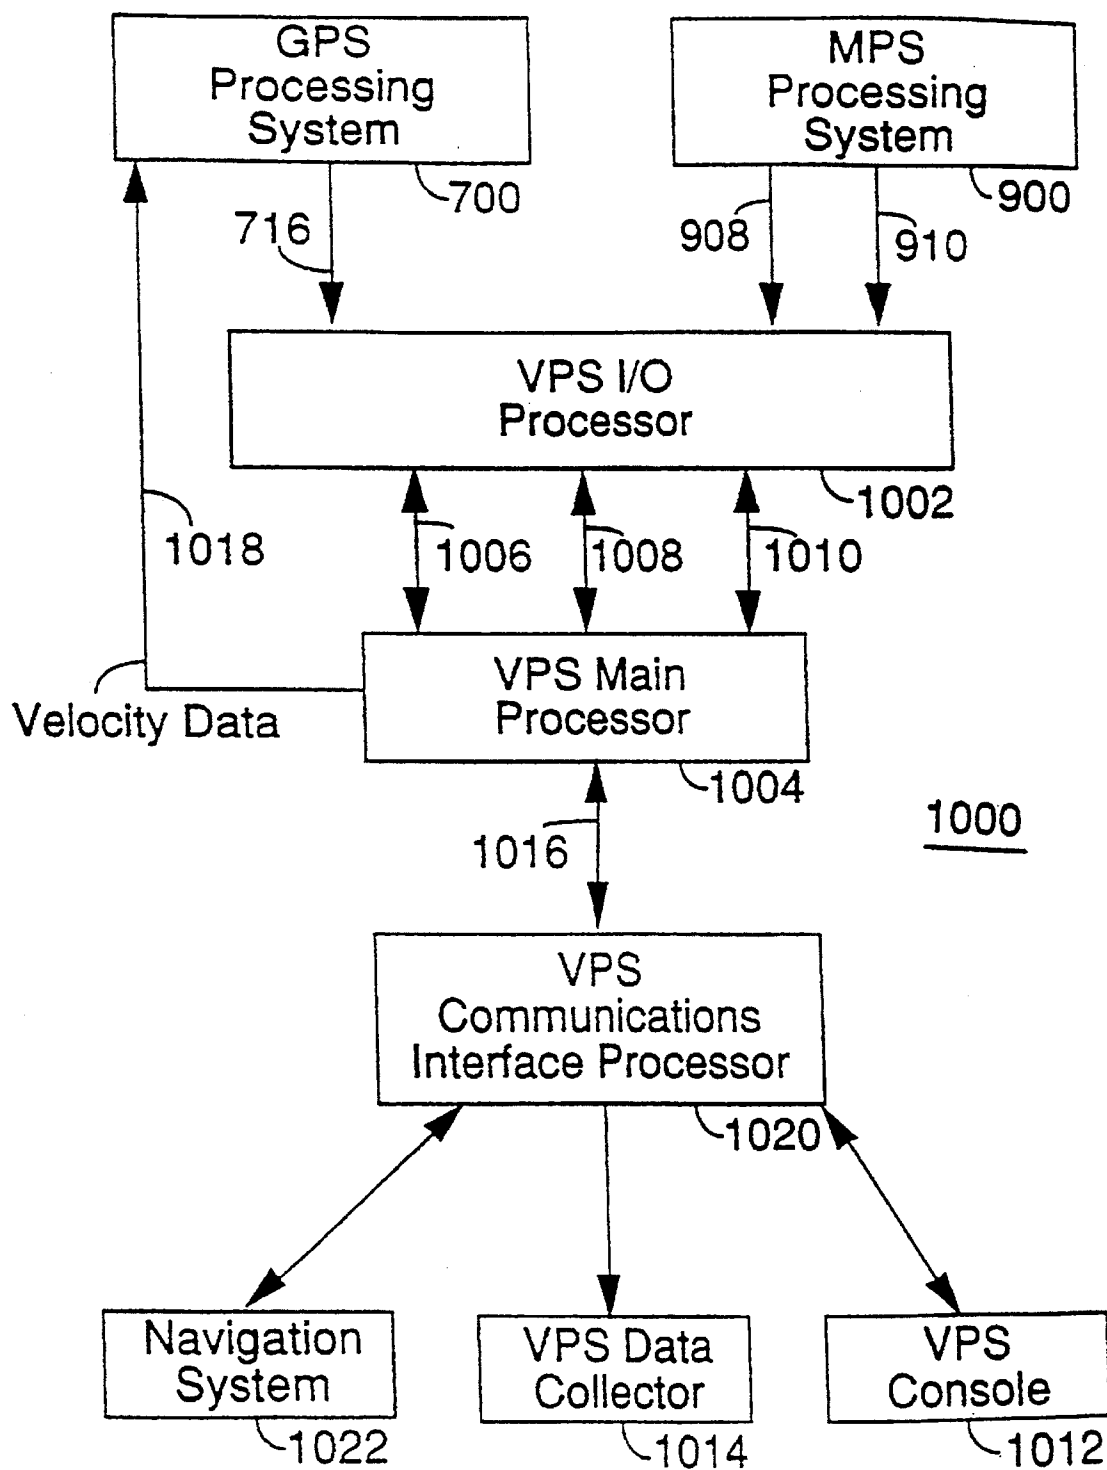 GPS
Processing
System
700
MPS
Processing
System
900
716
908
910
VPS I/O
Processor
1002
1018
1006
1008
1010
Velocity Data
VPS Main
Processor
1004
1016
1000
VPS
Communications
Interface Processor
1020
Navigation
System
1022
VPS Data
Collector
1014
VPS
Console
1012